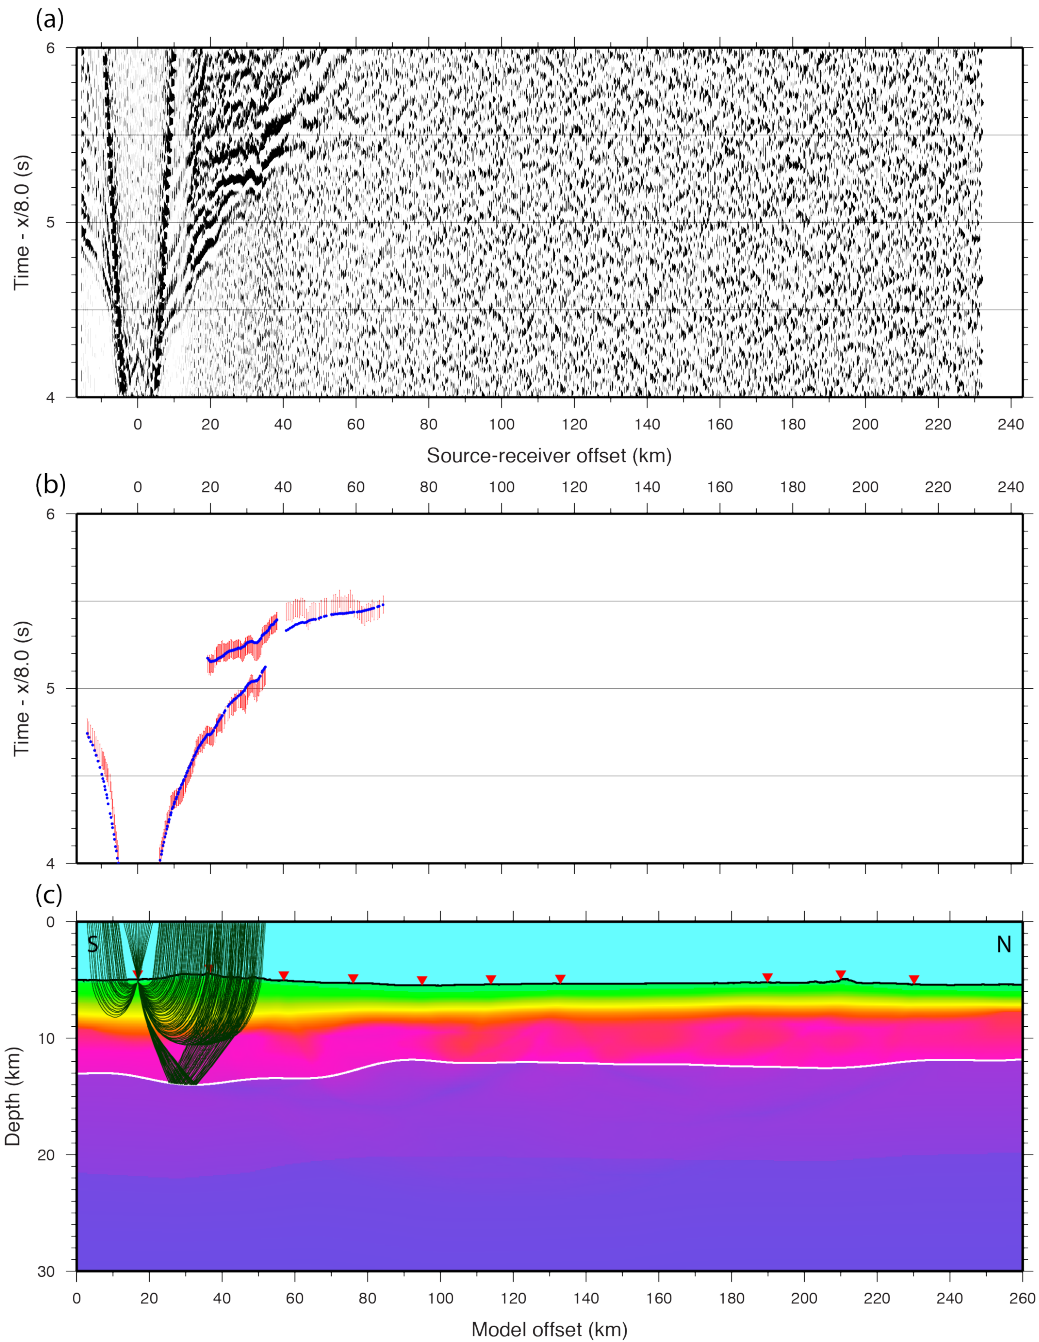 (a)
6
5
4
Time - x/8.0 (s)
0 20 40 60 80 100 120 140 160 180 200 220 240
Source-receiver offset (km)
(b)
0 20 40 60 80 100 120 140 160 180 200 220 240
6
5
4
Time - x/8.0 (s)
(c)
0
10
20
30
Depth (km)
S N
0 20 40 60 80 100 120 140 160 180 200 220 240 260
Model offset (km)